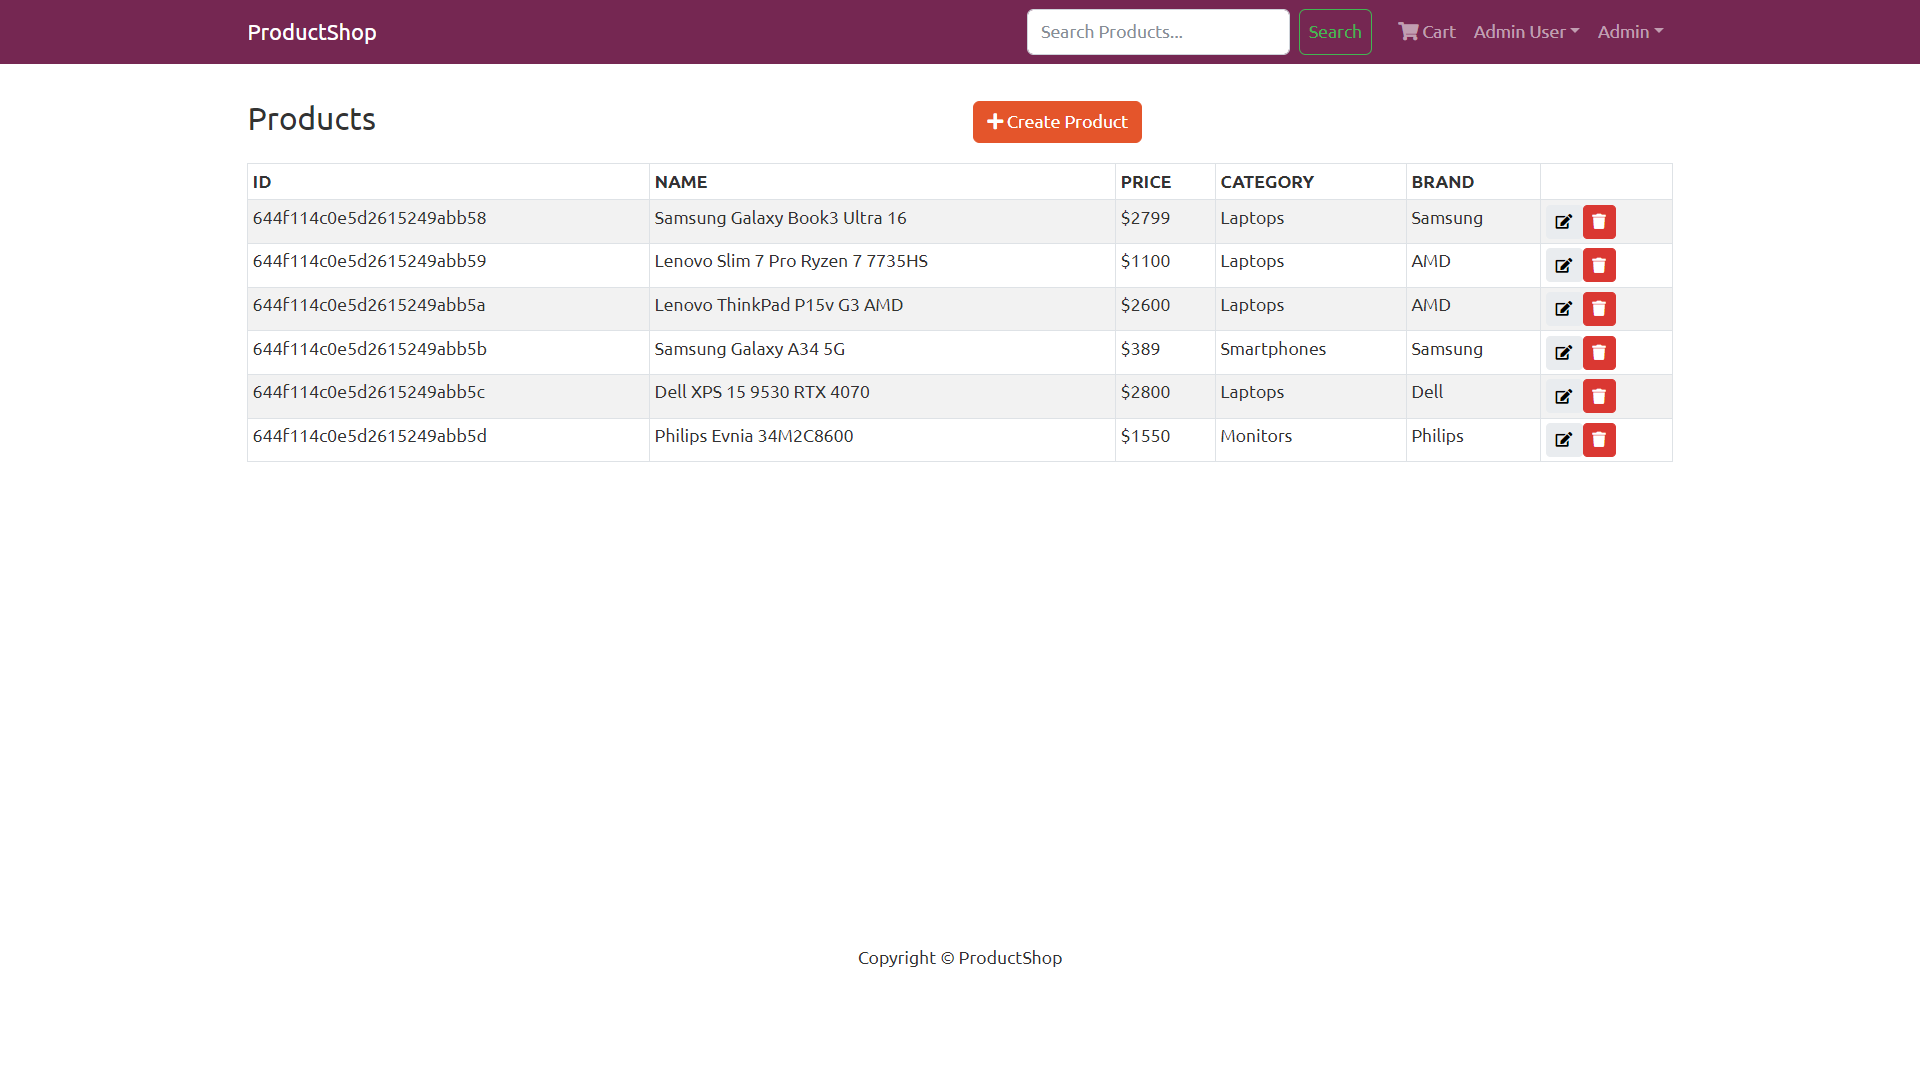 ProductShop Search Products... Search Cart Admin User Admin
Products Create Product
ID NAME PRICE CATEGORY BRAND
644f114c0e5d2615249abb58 Samsung Galaxy Book3 Ultra 16 $2799 Laptops Samsung
644f114c0e5d2615249abb59 Lenovo Slim 7 Pro Ryzen 7 7735HS $1100 Laptops AMD
644f114c0e5d2615249abb5a Lenovo ThinkPad P15v G3 AMD $2600 Laptops AMD
644f114c0e5d2615249abb5b Samsung Galaxy A34 5G $389 Smartphones Samsung
644f114c0e5d2615249abb5c Dell XPS 15 9530 RTX 4070 $2800 Laptops Dell
644f114c0e5d2615249abb5d Philips Evnia 34M2C8600 $1550 Monitors Philips
Copyright © ProductShop